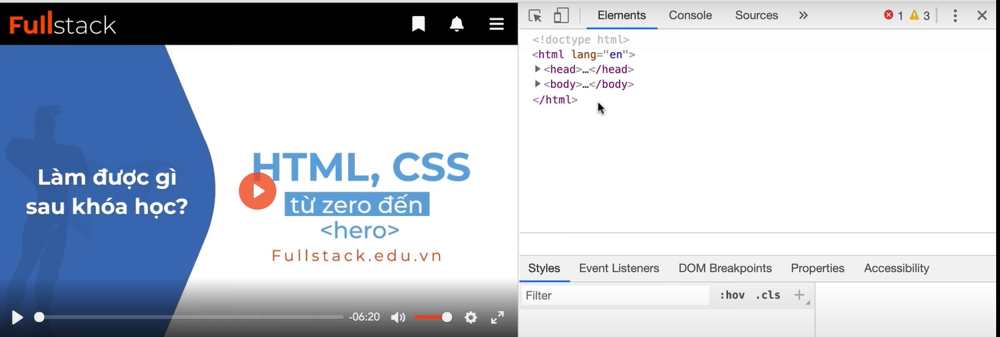 Fullstack
Làm được gì
sau khóa học?
HTML, CSS
từ zero đến
<hero>
Fullstack.edu.vn
-06:20
Elements
Console
Sources
»
1
3
<!doctype html>
<html lang="en">
<head>…</head>
<body>…</body>
</html>
Styles
Event Listeners
DOM Breakpoints
Properties
Accessibility
Filter
:hov
.cls